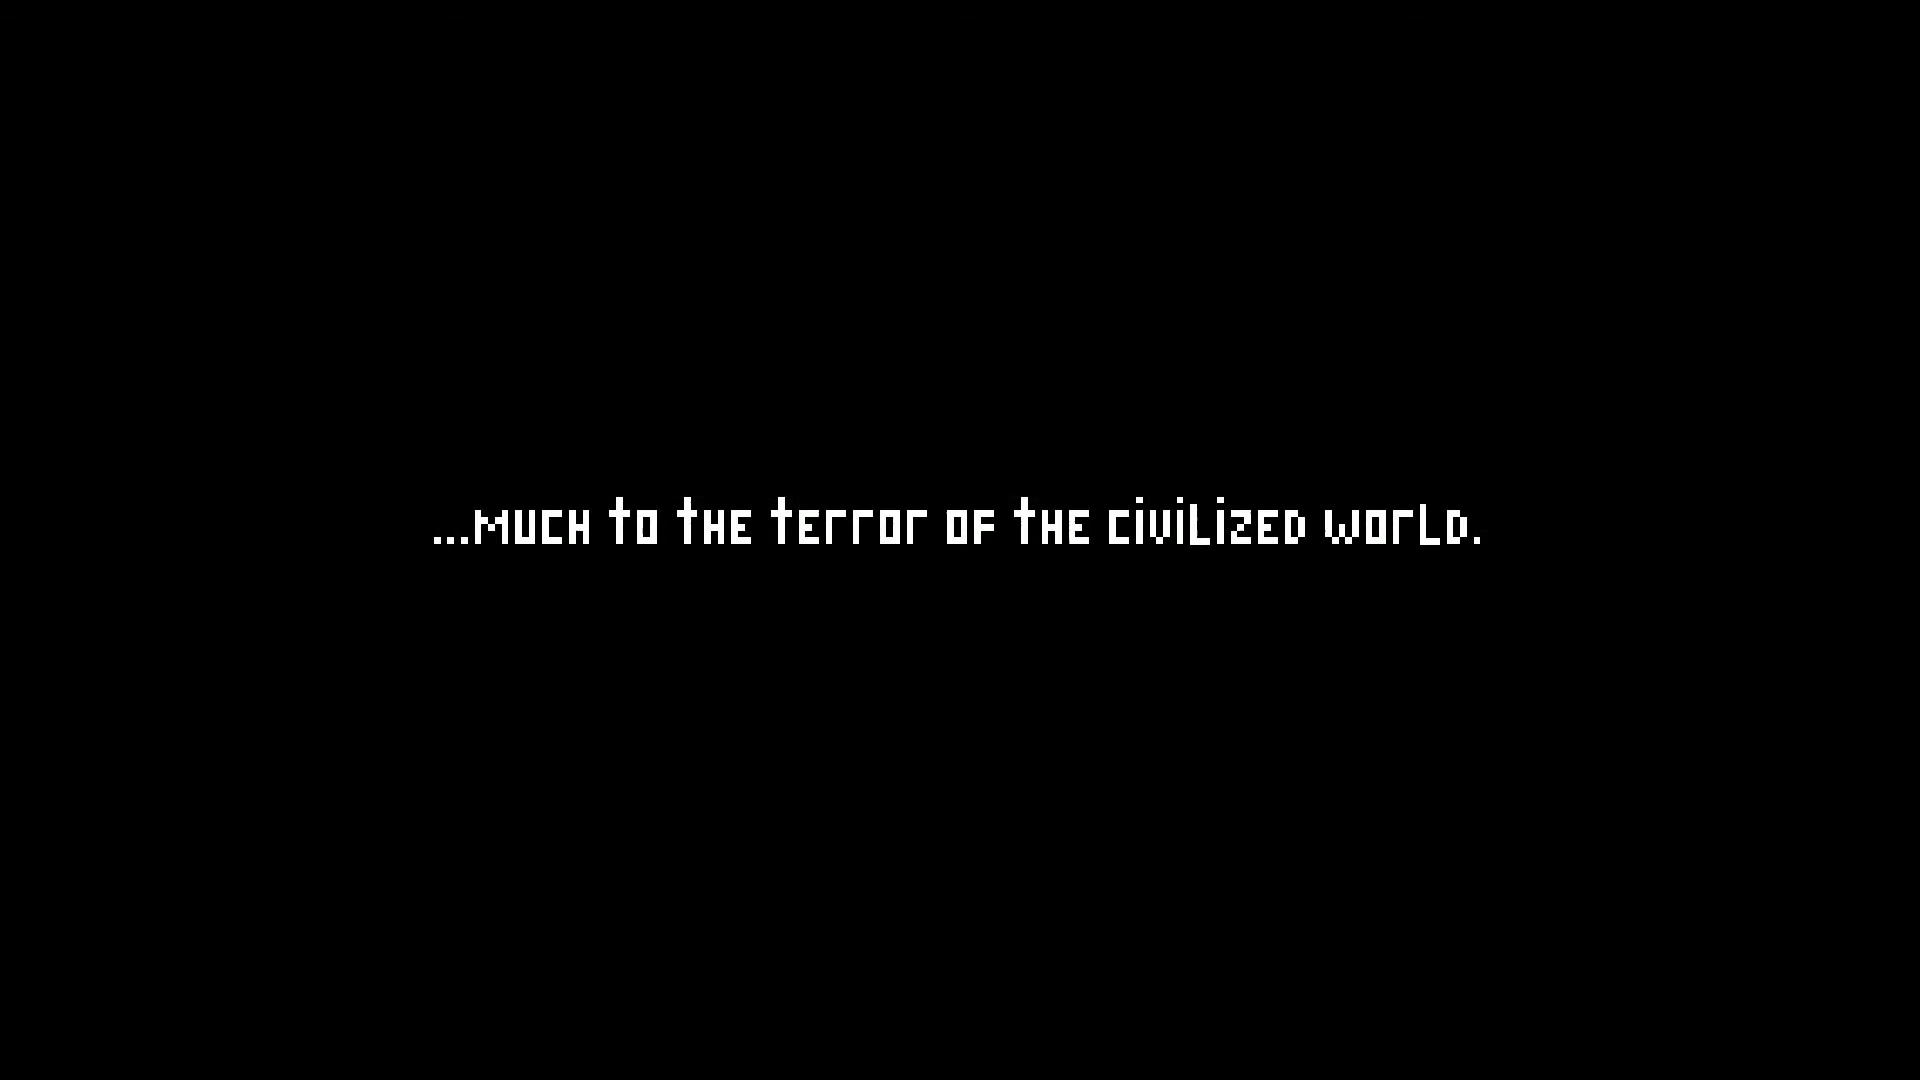 ...much to the terror of the civilized world.